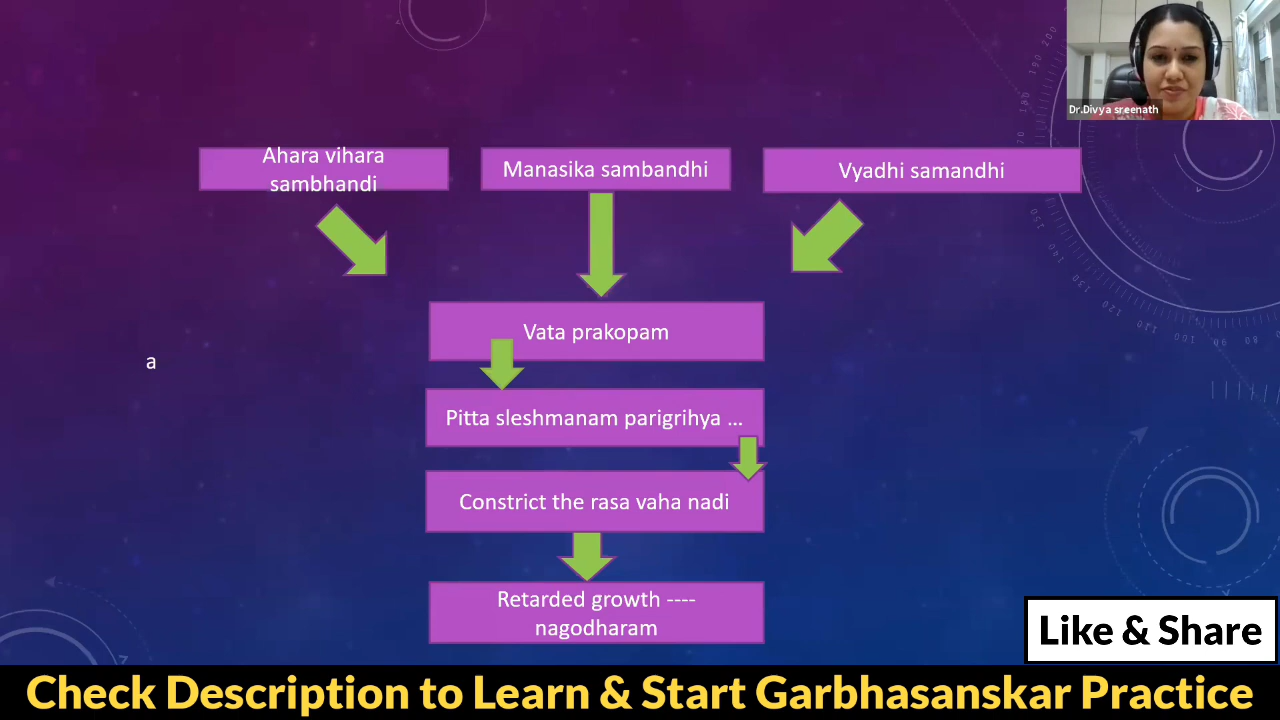 Dr.Divya sreenath
Ahara vihara
sambhandi
Manasika sambandhi
Vyadhi samandhi
Vata prakopam
a
Pitta sleshmanam parigrihya ...
Constrict the rasa vaha nadi
Retarded growth ----
nagodharam
Like & Share
Check Description to Learn & Start Garbhasanskar Practice